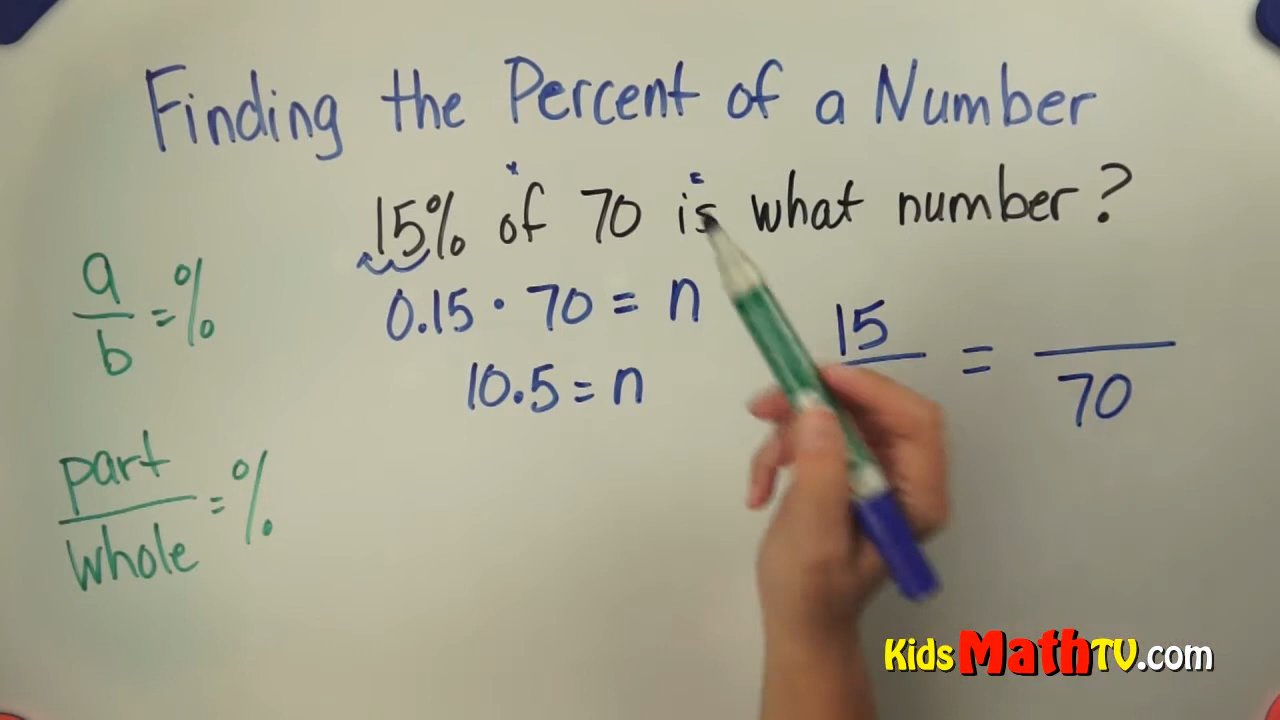 Finding the Percent of a Number
x =
15% of 70 is what number?
0.15 · 70 = n
10.5 = n
a
b
= %
part
whole
= %
15
=
70
KidsMathTV.com